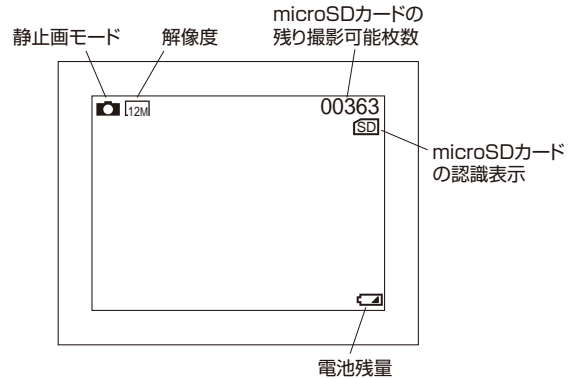 microSDカードの
残り撮影可能枚数
静止画モード
解像度
12M
00363
SD
microSDカード
の認識表示
電池残量